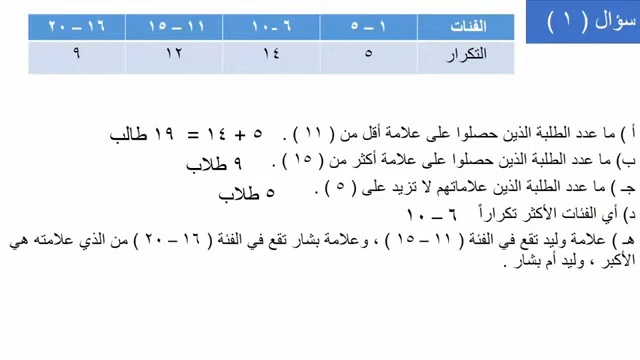 سؤال ( ١ )
الفئات ١ – ٥ ٦ -١٠ ١١ – ١٥ ١٦ – ٢٠
التكرار ٥ ١٤ ١٢ ٩
أ ) ما عدد الطلبة الذين حصلوا على علامة أقل من ( ١١ ) . ٥ + ١٤ = ١٩ طالب
ب) ما عدد الطلبة الذين حصلوا على علامة أكثر من ( ١٥ ) . ٩ طلاب
جـ ) ما عدد الطلبة الذين علاماتهم لا تزيد على ( ٥ ) . ٥ طلاب
د) أي الفئات الأكثر تكراراً ٦ – ١٠
هـ ) علامة وليد تقع في الفئة ( ١١ – ١٥ ) ، وعلامة بشار تقع في الفئة ( ١٦ – ٢٠ ) من الذي علامته هي
الأكبر ، وليد أم بشار .